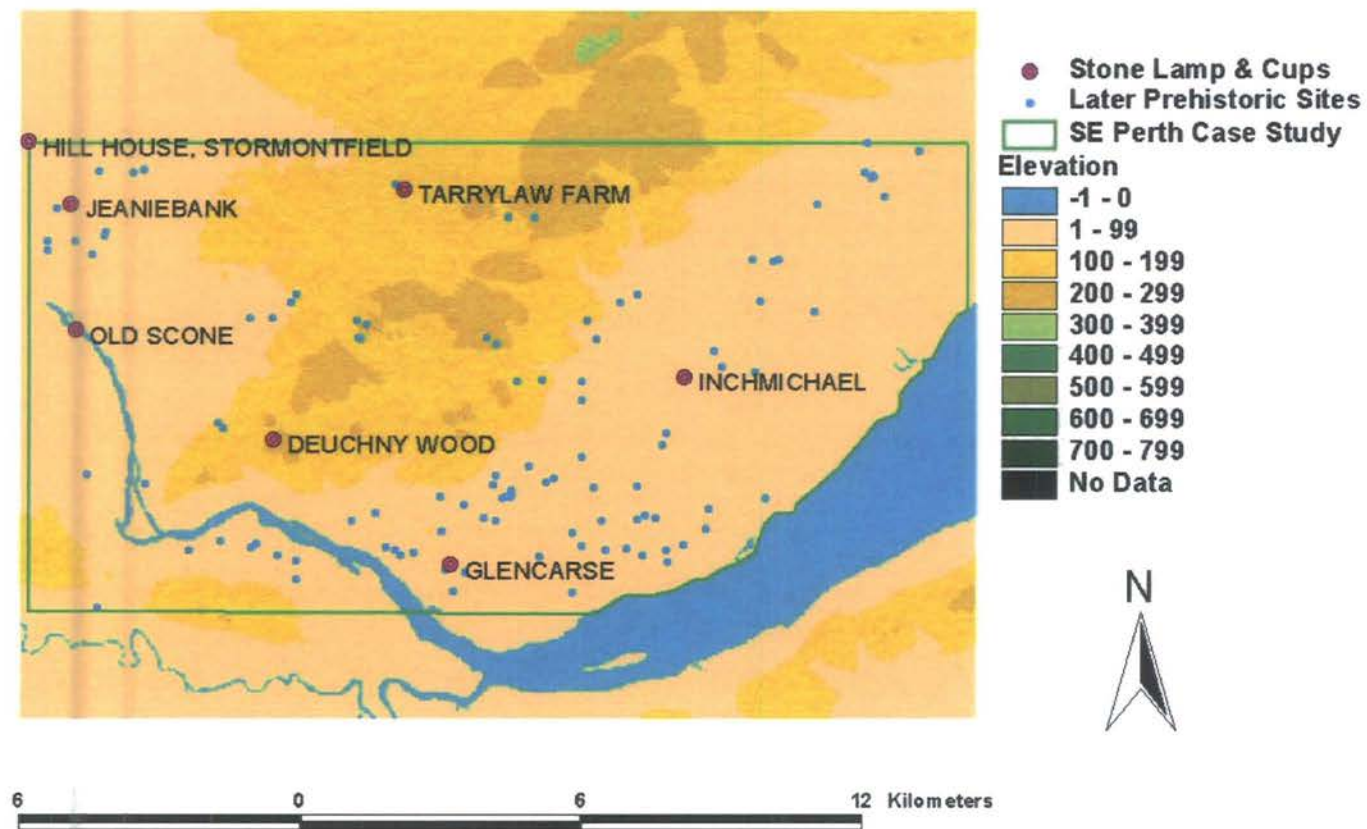 HILL HOUSE, STORMONTFIELD
TARRYLAW FARM
JEANIEBANK
OLD SCONE
INCHMICHAEL
DEUCHNY WOOD
GLENCARSE
Stone Lamp & Cups
Later Prehistoric Sites
SE Perth Case Study
Elevation
-1 - 0
1 - 99
100 - 199
200 - 299
300 - 399
400 - 499
500 - 599
600 - 699
700 - 799
No Data
N
6 0 6 12 Kilometers